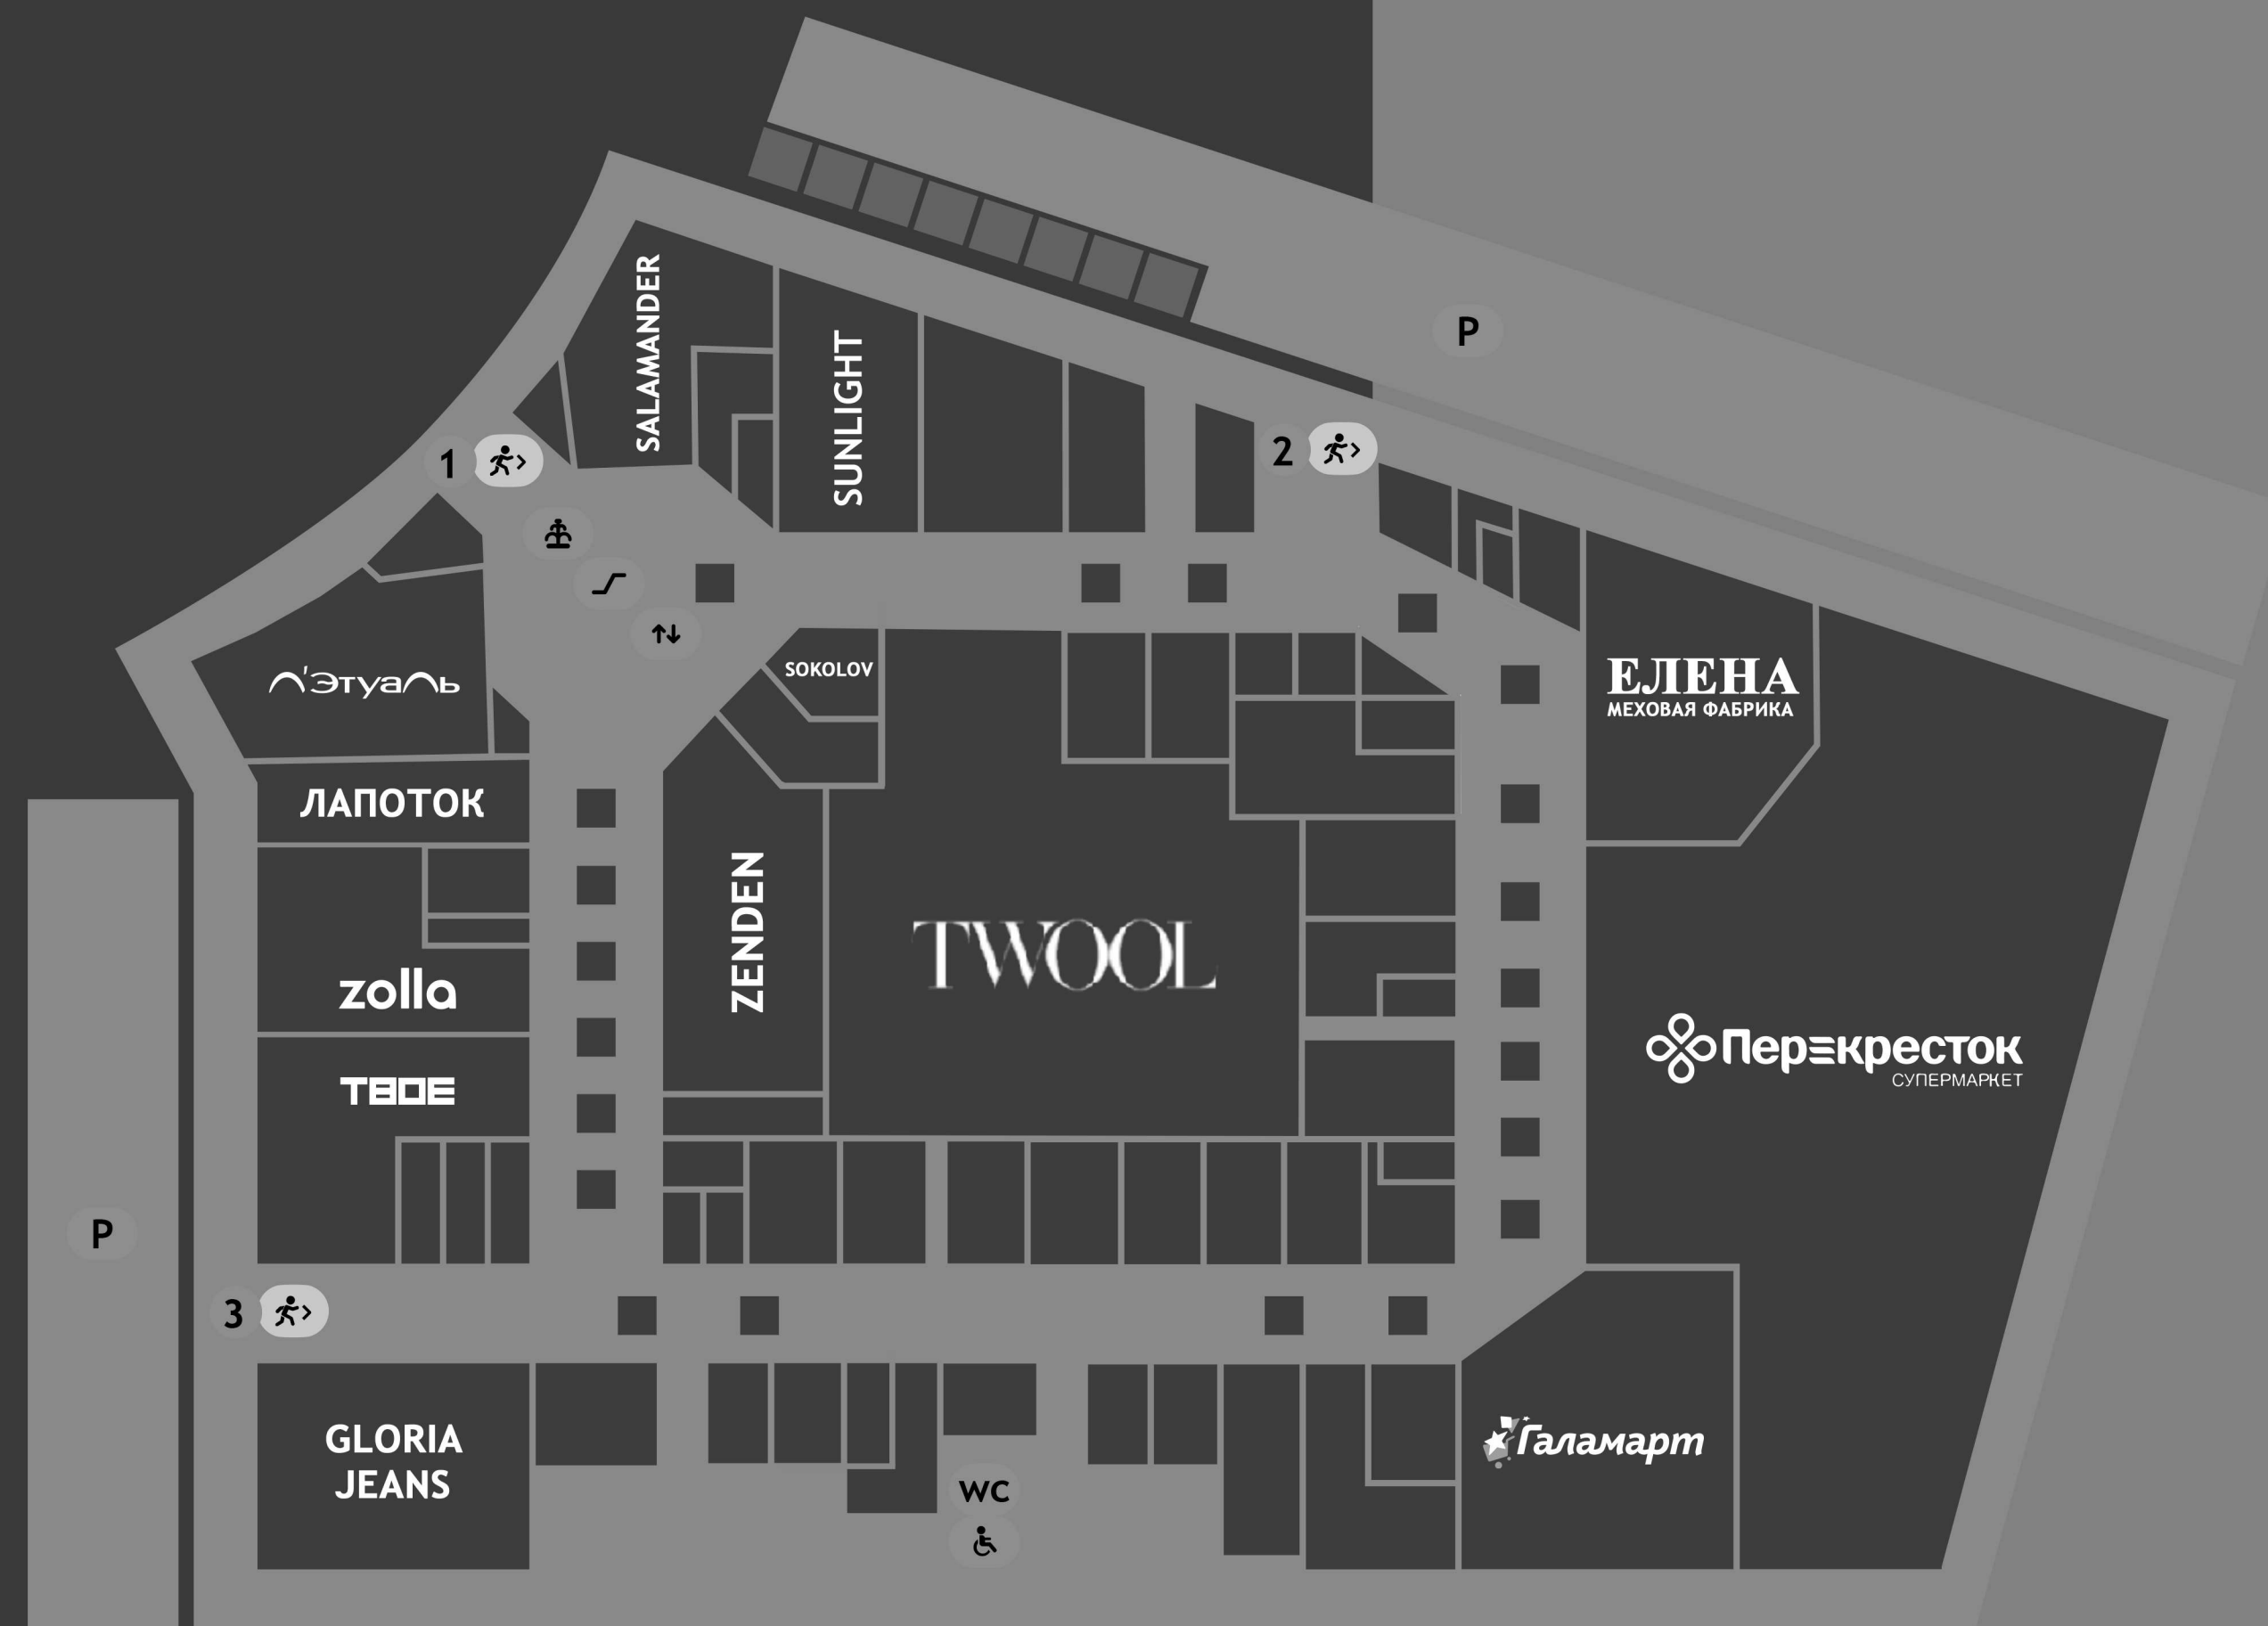 SALAMANDER
SUNLIGHT
P
1
2
Л'ЭТУАЛЬ
SOKOLOV
ЕЛЕНА
МЕХОВАЯ ФАБРИКА
ЛАПОТОК
ZENDEN
TWOOL
zolla
Перекресток
СУПЕРМАРКЕТ
ТВОЕ
P
3
GLORIA
JEANS
Галамарт
WC